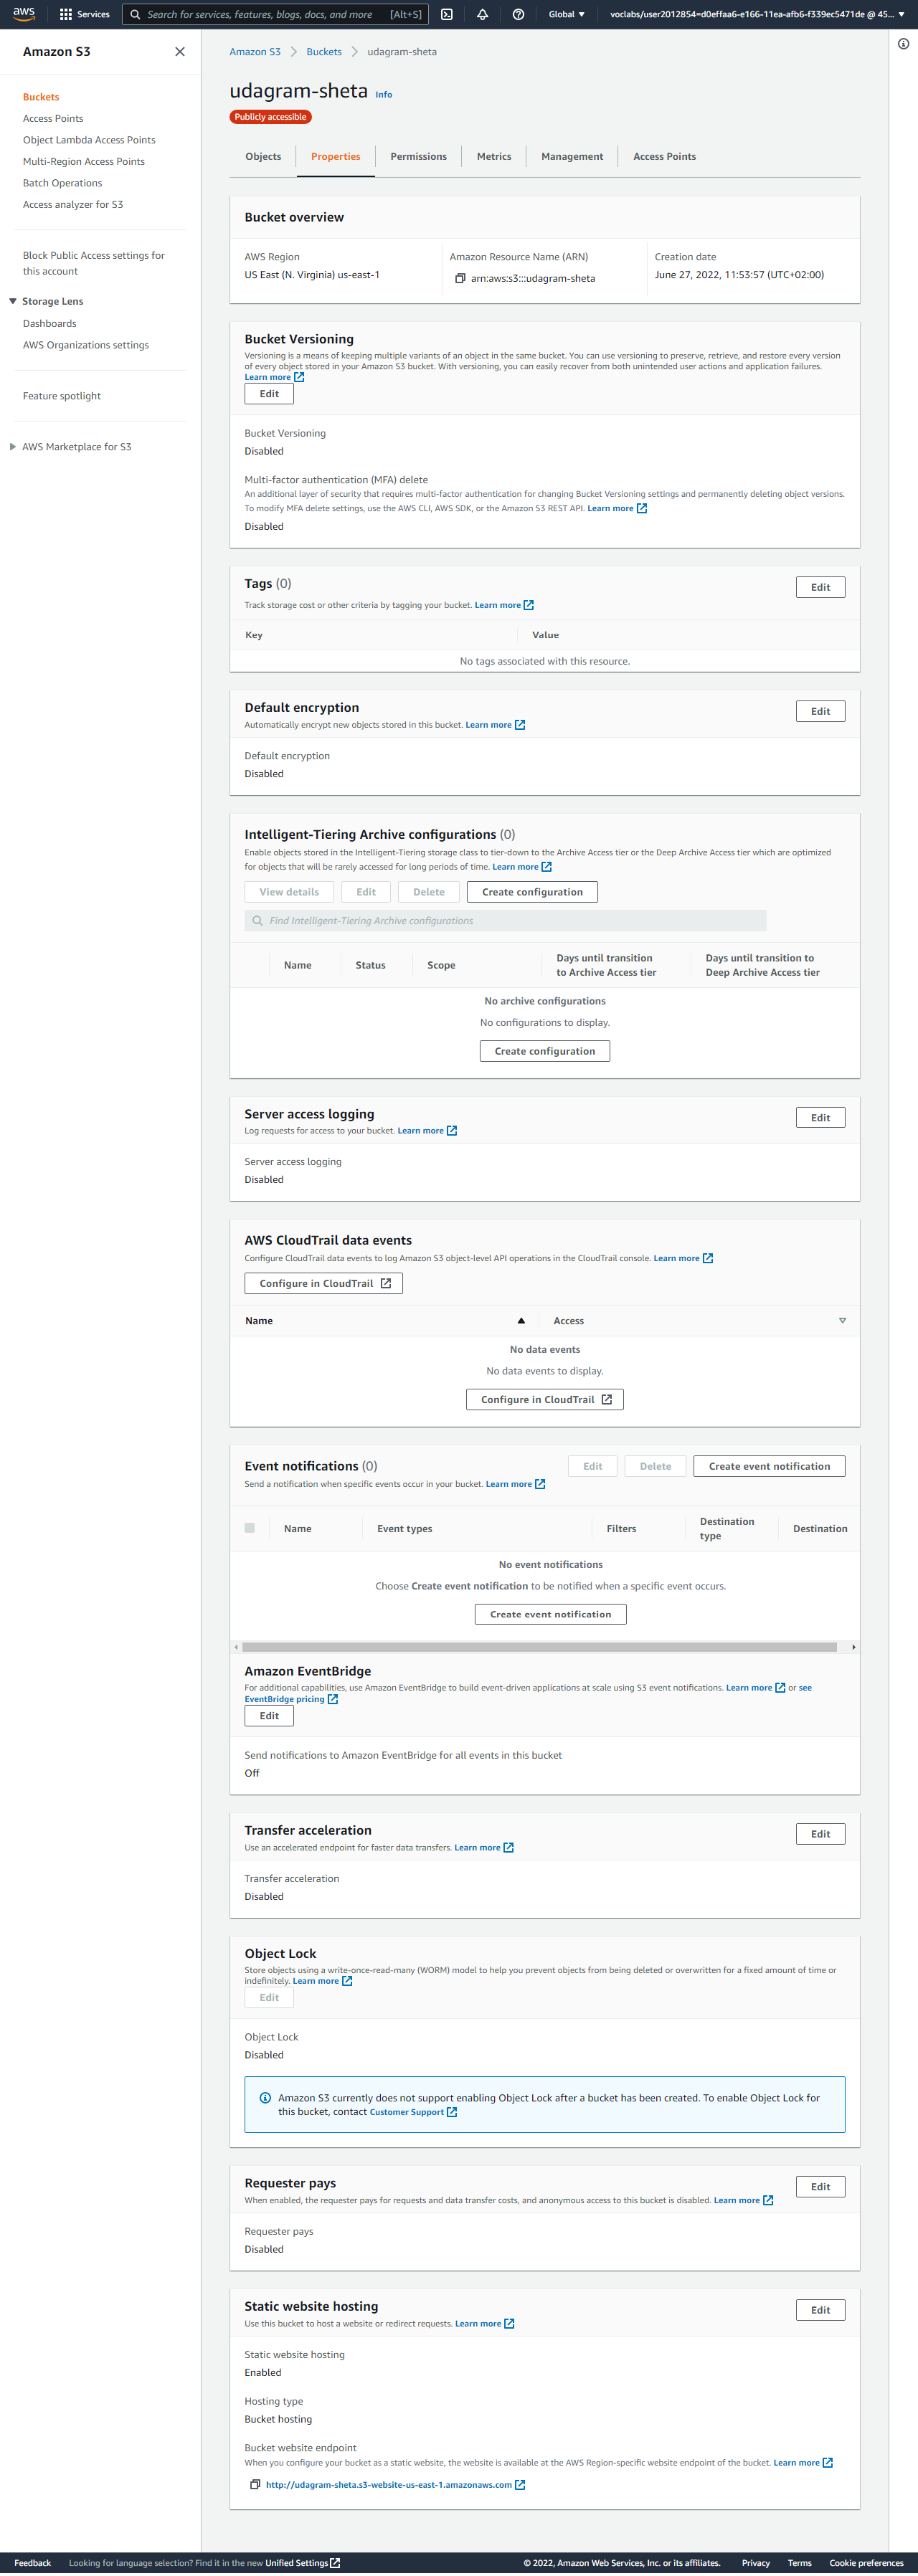 aws
Services
Search for services, features, blogs, docs, and more [Alt+S]
Global
voclabs/user2012854=d0effaa6-e166-11ea-afb6-f339ec5471de @ 45...
Amazon S3
Buckets
Access Points
Object Lambda Access Points
Multi-Region Access Points
Batch Operations
Access analyzer for S3
Block Public Access settings for
this account
Storage Lens
Dashboards
AWS Organizations settings
Feature spotlight
AWS Marketplace for S3
Amazon S3 > Buckets > udagram-sheta
udagram-sheta Info
Publicly accessible
Objects
Properties
Permissions
Metrics
Management
Access Points
Bucket overview
AWS Region
US East (N. Virginia) us-east-1
Amazon Resource Name (ARN)
arn:aws:s3:::udagram-sheta
Creation date
June 27, 2022, 11:53:57 (UTC+02:00)
Bucket Versioning
Versioning is a means of keeping multiple variants of an object in the same bucket. You can use versioning to preserve, retrieve, and restore every version
of every object stored in your Amazon S3 bucket. With versioning, you can easily recover from both unintended user actions and application failures.
Learn more
Edit
Bucket Versioning
Disabled
Multi-factor authentication (MFA) delete
An additional layer of security that requires multi-factor authentication for changing Bucket Versioning settings and permanently deleting object versions.
To modify MFA delete settings, use the AWS CLI, AWS SDK, or the Amazon S3 REST API. Learn more
Disabled
Tags (0)
Edit
Track storage cost or other criteria by tagging your bucket. Learn more
Key
Value
No tags associated with this resource.
Default encryption
Edit
Automatically encrypt new objects stored in this bucket. Learn more
Default encryption
Disabled
Intelligent-Tiering Archive configurations (0)
Enable objects stored in the Intelligent-Tiering storage class to tier-down to the Archive Access tier or the Deep Archive Access tier which are optimized
for objects that will be rarely accessed for long periods of time. Learn more
View details
Edit
Delete
Create configuration
Find Intelligent-Tiering Archive configurations
Name
Status
Scope
Days until transition
to Archive Access tier
Days until transition to
Deep Archive Access tier
No archive configurations
No configurations to display.
Create configuration
Server access logging
Edit
Log requests for access to your bucket. Learn more
Server access logging
Disabled
AWS CloudTrail data events
Configure CloudTrail data events to log Amazon S3 object-level API operations in the CloudTrail console. Learn more
Configure in CloudTrail
Name
Access
No data events
No data events to display.
Configure in CloudTrail
Event notifications (0)
Edit
Delete
Create event notification
Send a notification when specific events occur in your bucket. Learn more
Name
Event types
Filters
Destination
type
Destination
No event notifications
Choose Create event notification to be notified when a specific event occurs.
Create event notification
Amazon EventBridge
For additional capabilities, use Amazon EventBridge to build event-driven applications at scale using S3 event notifications. Learn more or see
EventBridge pricing
Edit
Send notifications to Amazon EventBridge for all events in this bucket
Off
Transfer acceleration
Edit
Use an accelerated endpoint for faster data transfers. Learn more
Transfer acceleration
Disabled
Object Lock
Store objects using a write-once-read-many (WORM) model to help you prevent objects from being deleted or overwritten for a fixed amount of time or
indefinitely. Learn more
Edit
Object Lock
Disabled
Amazon S3 currently does not support enabling Object Lock after a bucket has been created. To enable Object Lock for
this bucket, contact Customer Support
Requester pays
Edit
When enabled, the requester pays for requests and data transfer costs, and anonymous access to this bucket is disabled. Learn more
Requester pays
Disabled
Static website hosting
Edit
Use this bucket to host a website or redirect requests. Learn more
Static website hosting
Enabled
Hosting type
Bucket hosting
Bucket website endpoint
When you configure your bucket as a static website, the website is available at the AWS Region-specific website endpoint of the bucket. Learn more
http://udagram-sheta.s3-website-us-east-1.amazonaws.com
Feedback
Looking for language selection? Find it in the new Unified Settings
© 2022, Amazon Web Services, Inc. or its affiliates.
Privacy
Terms
Cookie preferences